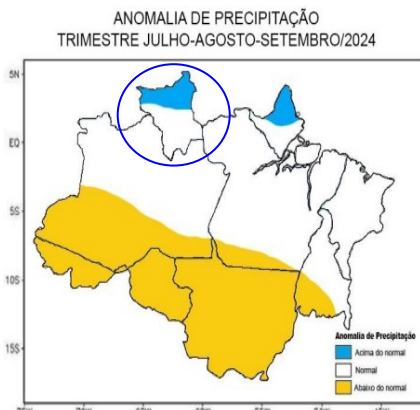 ANOMALIA DE PRECIPITAÇÃO
TRIMESTRE JULHO-AGOSTO-SETEMBRO/2024
5N
EQ
5S
10S
15S
Anomalia de Precipitação
Acima do normal
Normal
Abaixo do normal